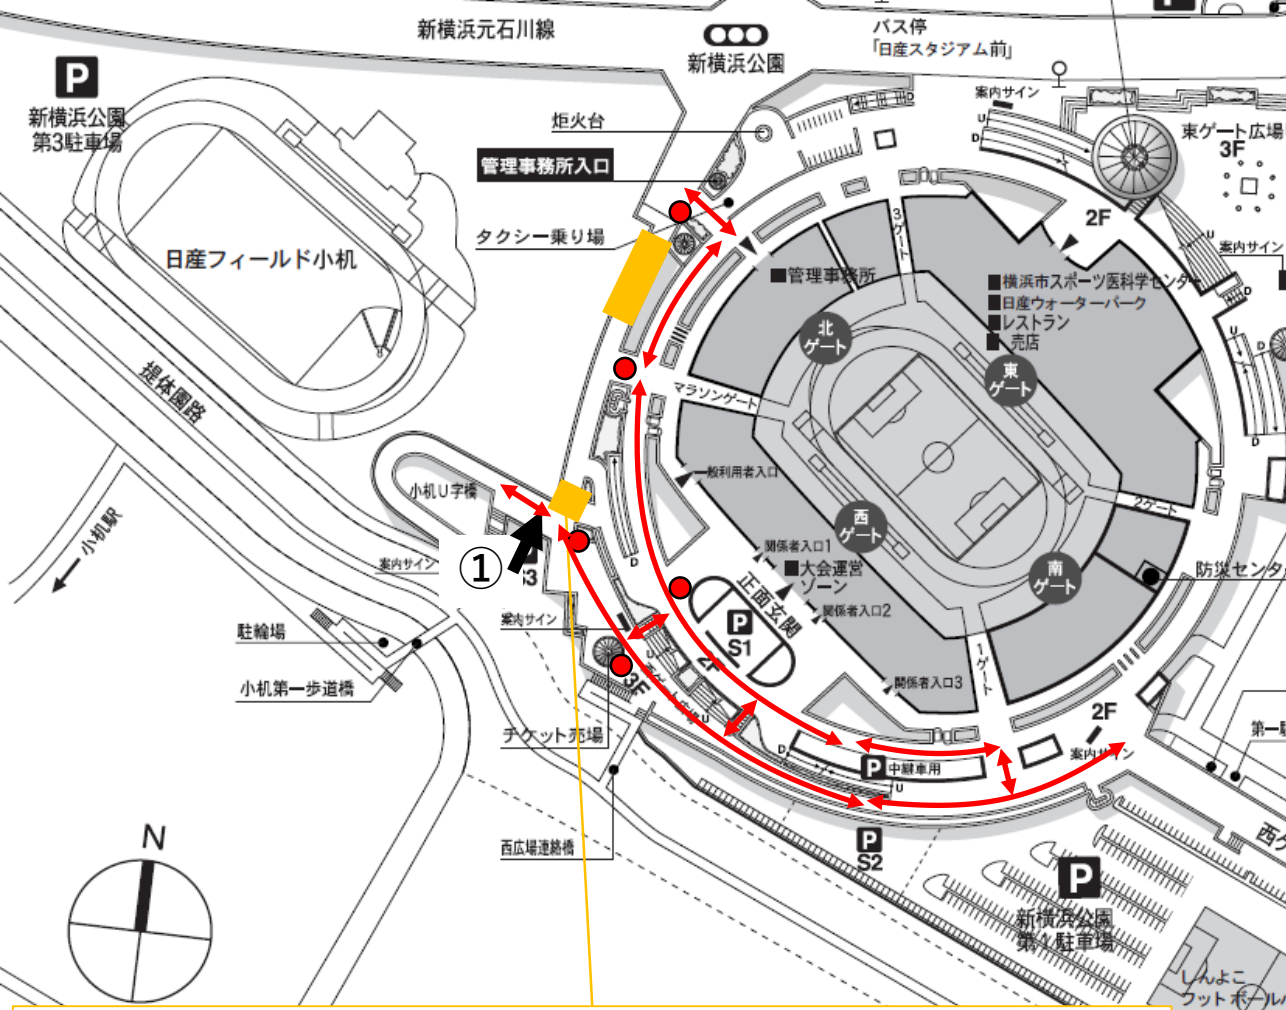 新横浜元石川線
新横浜公園
バス停
「日産スタジアム前」
P
新横浜公園
第3駐車場
炬火台
管理事務所入口
タクシー乗り場
案内サイン
U
D
D
東ゲート広場
3F
2F
案内サイン
U
D
U
D
D
日産フィールド小机
3ゲート
■管理事務所
■横浜市スポーツ医科学センター
■日産ウォーターパーク
■レストラン
■売店
北
ゲート
東
ゲート
マラソンゲート
堤体園路
小机U字橋
一般利用者入口
2ゲート
西
ゲート
小机駅
①
案内サイン
関係者入口1
■大会運営
ゾーン
関係者入口2
正面玄関
南
ゲート
防災センタ
D
P
S1
案内サイン
駐輪場
小机第一歩道橋
U
2F
3F
U
1ゲート
関係者入口3
チケット売場
2F
案内サイン
D
P 中継車用
U
第一
西広場連絡橋
P
S2
西ゲ
N
P
新横浜公園
第1駐車場
しんよこ
フットボールパ